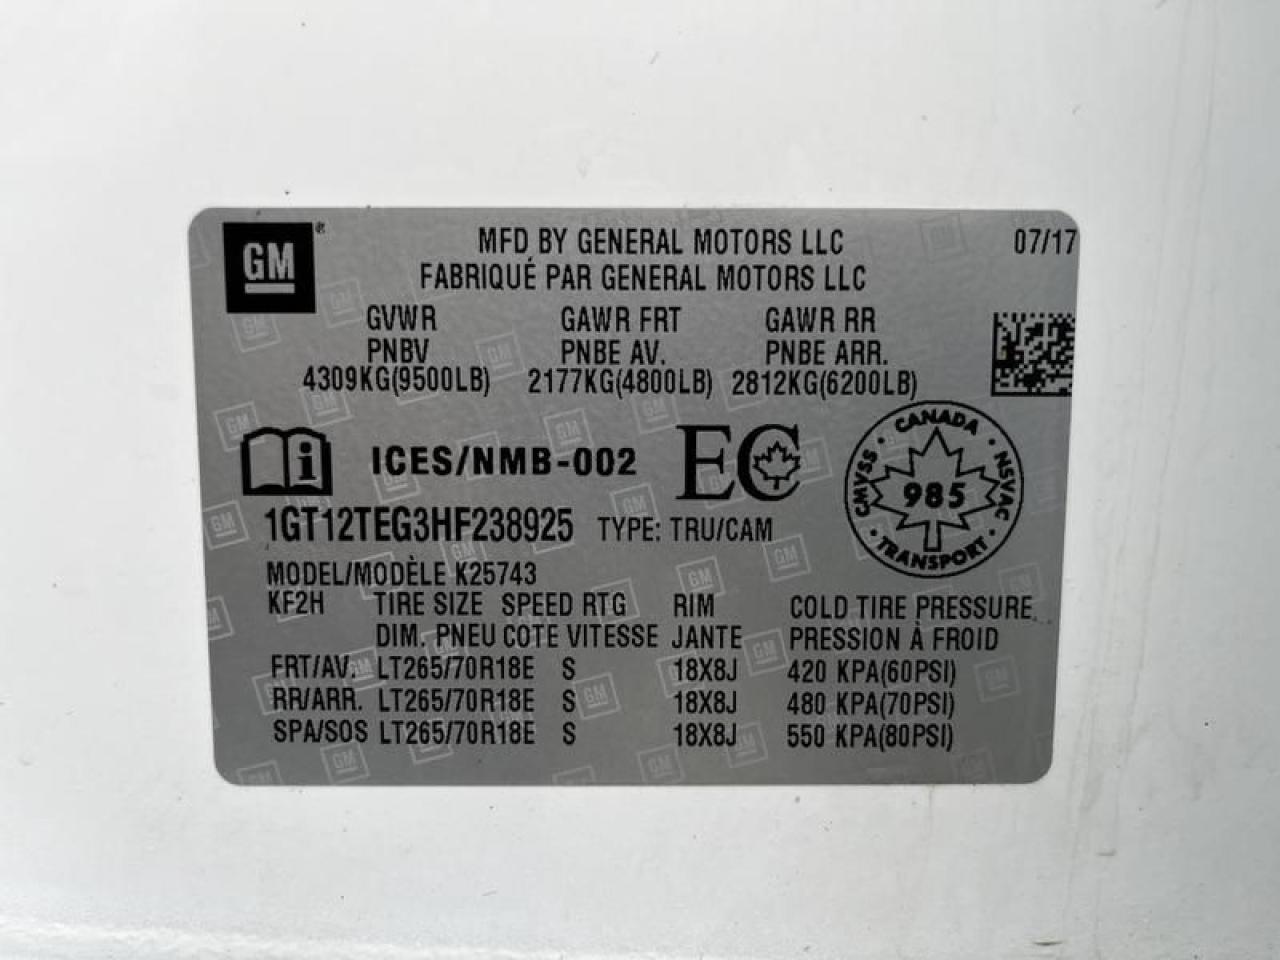 GM ®
MFD BY GENERAL MOTORS LLC 07/17
FABRIQUÉ PAR GENERAL MOTORS LLC
GVWR GAWR FRT GAWR RR
PNBV PNBE AV. PNBE ARR.
4309KG(9500LB) 2177KG(4800LB) 2812KG(6200LB)
i ICES/NMB-002 EC
CANADA
CMVSS 985 NSVAC
TRANSPORT
1GT12TEG3HF238925 TYPE: TRU/CAM
MODEL/MODÈLE K25743
KF2H TIRE SIZE SPEED RTG RIM COLD TIRE PRESSURE
DIM. PNEU COTE VITESSE JANTE PRESSION À FROID
FRT/AV. LT265/70R18E S 18X8J 420 KPA(60PSI)
RR/ARR. LT265/70R18E S 18X8J 480 KPA(70PSI)
SPA/SOS LT265/70R18E S 18X8J 550 KPA(80PSI)